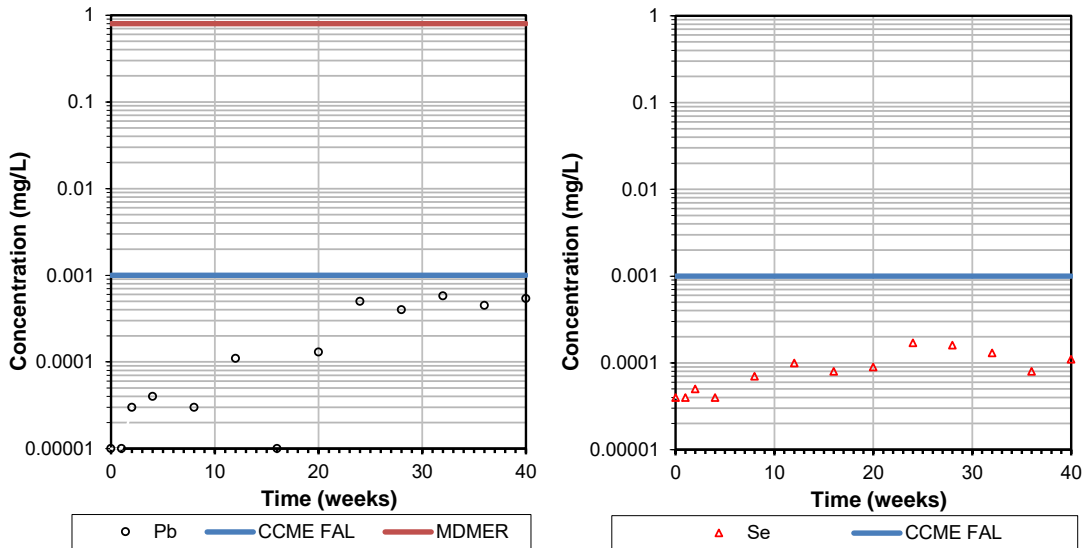 Concentration (mg/L)
1
0.1
0.01
0.001
0.0001
0.00001
0 10 20 30 40
Time (weeks)
Pb CCME FAL MDMER
Concentration (mg/L)
1
0.1
0.01
0.001
0.0001
0.00001
0 10 20 30 40
Time (weeks)
Se CCME FAL